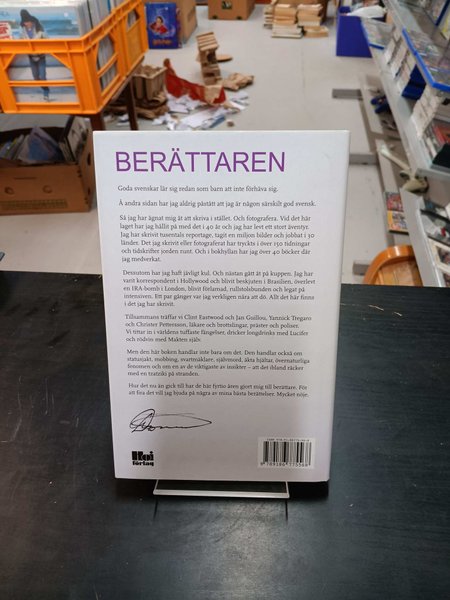 BERÄTTAREN
Goda svenskar lär sig redan som barn att inte förhäva sig.
Å andra sidan har jag aldrig påstått att jag är någon särskilt god svensk.
Så jag har ägnat mig åt att skriva i stället. Och fotografera. Vid det här
laget har jag hållit på med det i 40 år och jag har levt ett stort äventyr.
Jag har skrivit tusentals reportage, tagit en miljon bilder och jobbat i 30
länder. Det jag skrivit eller fotograferat har tryckts i över 150 tidningar
och tidskrifter jorden runt. Och i bokhyllan har jag över 40 böcker där
jag medverkat.
Dessutom har jag haft jävligt kul. Och nästan gått åt på kuppen. Jag har
varit korrespondent i Hollywood och blivit beskjuten i Brasilien, överlevt
en IRA-bomb i London, blivit förlamad, rullstolsbunden och legat på
intensiven. Ett par gånger var jag verkligen nära att dö. Allt det här finns
i det jag har skrivit.
Tillsammans träffar vi Clint Eastwood och Jan Guillou, Yannick Tregaro
och Christer Pettersson, läkare och brottslingar, präster och poliser.
Vi tittar in i världens tuffaste fängelser, dricker longdrinks med Lucifer
och rödvin med Makten själv.
Men den här boken handlar inte bara om det. Den handlar också om
statusjakt, mobbing, svartmålare, självmord, äkta hjältar, övernaturliga
fenomen och om en av de viktigaste av insikter – att det ibland räcker
med en tratzikí på stranden.
Hur det nu än gick till har de här fyrtio åren gjort mig till berättare. För
att fira det vill jag bjuda på några av mina bästa berättelser. Mycket nöje.
Hoi
förlag
9 789186 775568